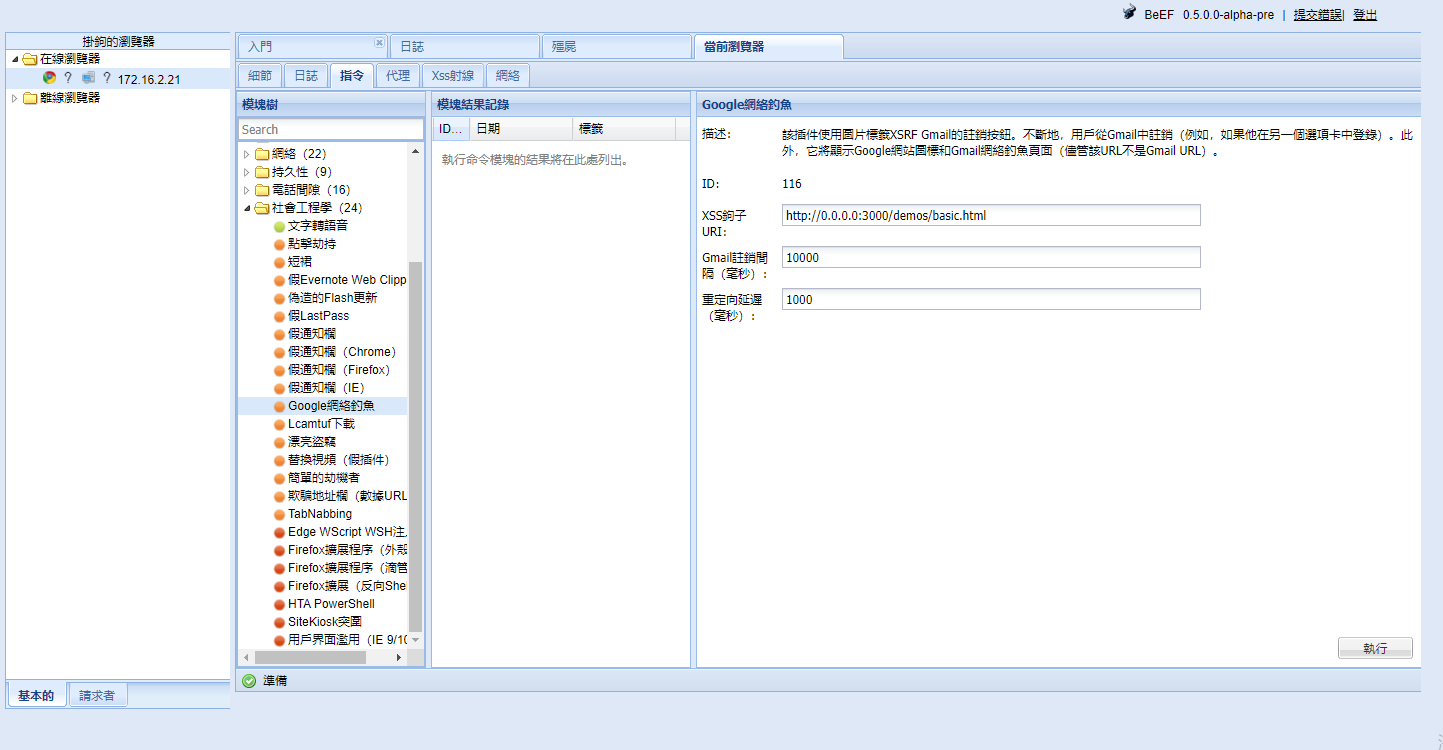 BeEF 0.5.0.0-alpha-pre | 提交錯誤| 登出
掛鉤的瀏覽器
在線瀏覽器
? ? 172.16.2.21
離線瀏覽器
基本的 請求者
入門 日誌 殭屍 當前瀏覽器
細節 日誌 指令 代理 Xss射線 網絡
模塊樹
Search
網絡（22）
持久性（9）
電話間隙（16）
社會工程學（24）
文字轉語音
點擊劫持
短裙
假Evernote Web Clipp
偽造的Flash更新
假LastPass
假通知欄
假通知欄（Chrome）
假通知欄（Firefox）
假通知欄（IE）
Google網絡釣魚
Lcamtuf下載
漂亮盜竊
替換視頻（假插件）
簡單的劫機者
欺騙地址欄（數據URL
TabNabbing
Edge WScript WSH注
Firefox擴展程序（外殼
Firefox擴展程序（滴管
Firefox擴展（反向She
HTA PowerShell
SiteKiosk突圍
用戶界面濫用（IE 9/10
模塊結果記錄
ID... 日期 標籤
執行命令模塊的結果將在此處列出。
Google網絡釣魚
描述: 該插件使用圖片標籤XSRF Gmail的註銷按鈕。不斷地，用戶從Gmail中註銷（例如，如果他在另一個選項卡中登錄）。此
外，它將顯示Google網站圖標和Gmail網絡釣魚頁面（儘管該URL不是Gmail URL）。
ID: 116
XSS鉤子
URI: http://0.0.0.0:3000/demos/basic.html
Gmail註銷間
隔（毫秒）: 10000
重定向延遲
（毫秒）: 1000
執行
準備